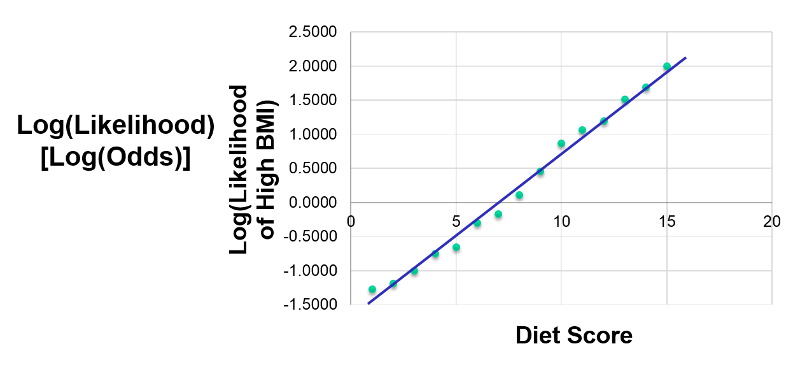 Log(Likelihood)
[Log(Odds)]
Log(Likelihood
of High BMI)
2.5000
2.0000
1.5000
1.0000
0.5000
0.0000
-0.5000
-1.0000
-1.5000
0
5
10
15
20
Diet Score